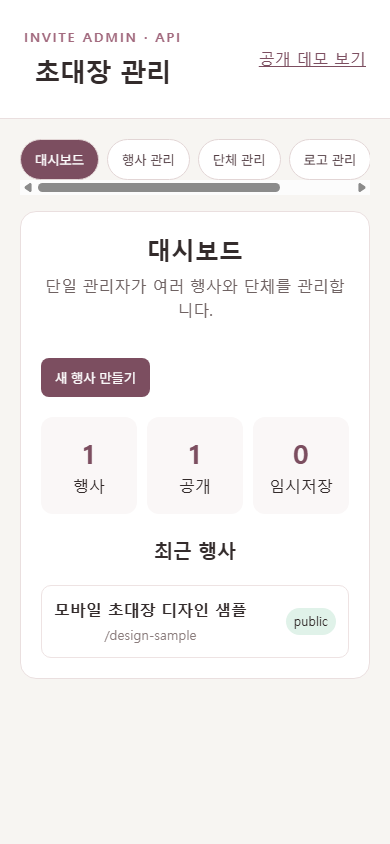 INVITE ADMIN · API
초대장 관리
공개 데모 보기
대시보드
행사 관리
단체 관리
로고 관리
대시보드
단일 관리자가 여러 행사와 단체를 관리합
니다.
새 행사 만들기
1
행사
1
공개
0
임시저장
최근 행사
모바일 초대장 디자인 샘플
/design-sample
public